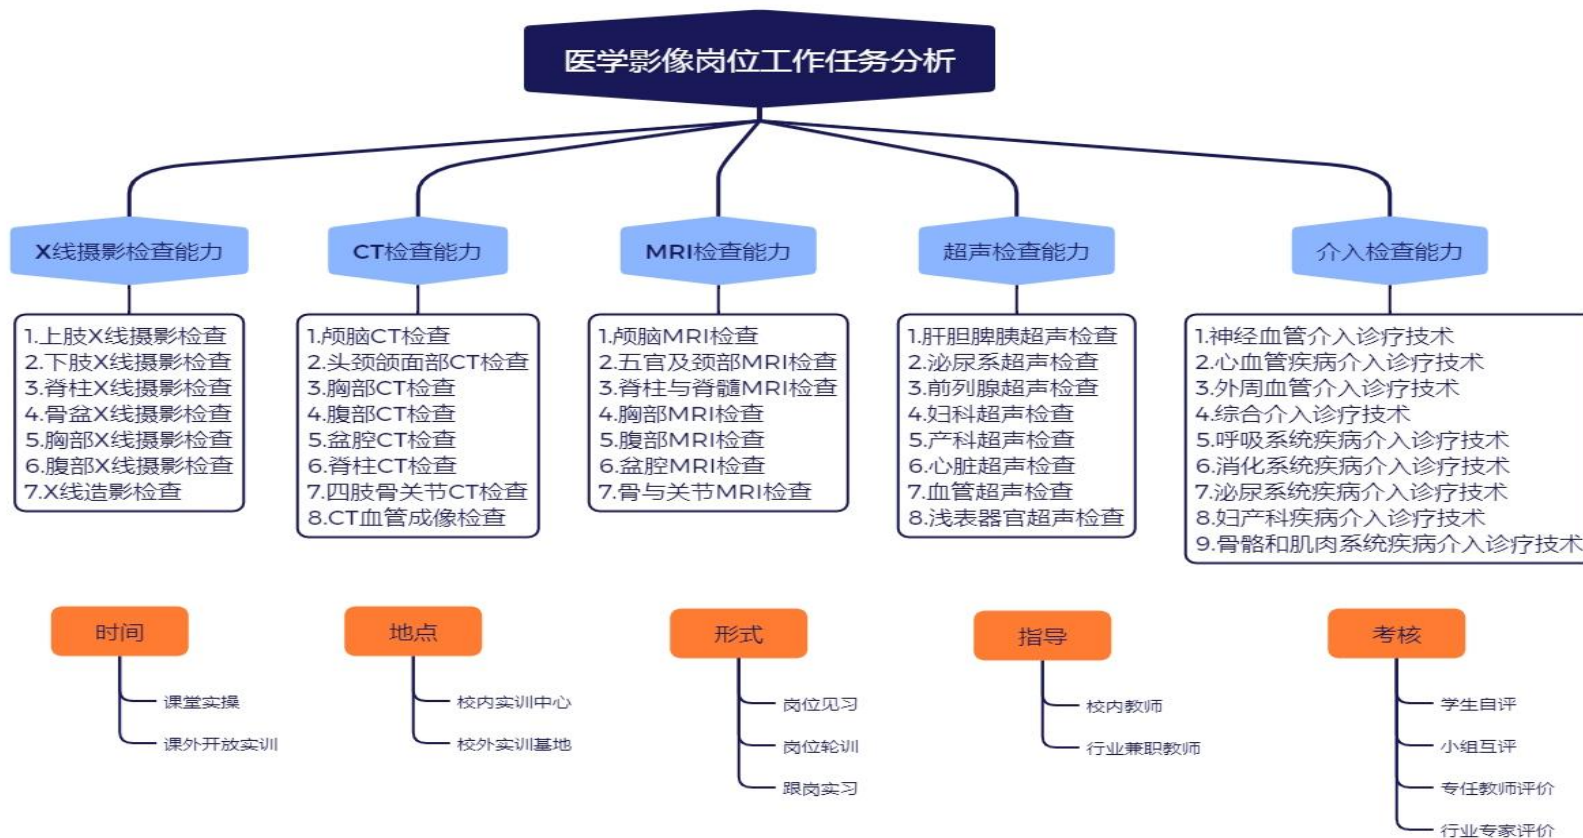 医学影像岗位工作任务分析
X线摄影检查能力
CT检查能力
MRI检查能力
超声检查能力
介入检查能力
1.上肢X线摄影检查
2.下肢X线摄影检查
3.脊柱X线摄影检查
4.骨盆X线摄影检查
5.胸部X线摄影检查
6.腹部X线摄影检查
7.X线造影检查
1.颅脑CT检查
2.头颈颌面部CT检查
3.胸部CT检查
4.腹部CT检查
5.盆腔CT检查
6.脊柱CT检查
7.四肢骨关节CT检查
8.CT血管成像检查
1.颅脑MRI检查
2.五官及颈部MRI检查
3.脊柱与脊髓MRI检查
4.胸部MRI检查
5.腹部MRI检查
6.盆腔MRI检查
7.骨与关节MRI检查
1.肝胆脾胰超声检查
2.泌尿系超声检查
3.前列腺超声检查
4.妇科超声检查
5.产科超声检查
6.心脏超声检查
7.血管超声检查
8.浅表器官超声检查
1.神经血管介入诊疗技术
2.心血管疾病介入诊疗技术
3.外周血管介入诊疗技术
4.综合介入诊疗技术
5.呼吸系统疾病介入诊疗技术
6.消化系统疾病介入诊疗技术
7.泌尿系统疾病介入诊疗技术
8.妇产科疾病介入诊疗技术
9.骨骼和肌肉系统疾病介入诊疗技术
时间
课堂实操
课外开放实训
地点
校内实训中心
校外实训基地
形式
岗位见习
岗位轮训
跟岗实习
指导
校内教师
行业兼职教师
考核
学生自评
小组互评
专任教师评价
行业专家评价